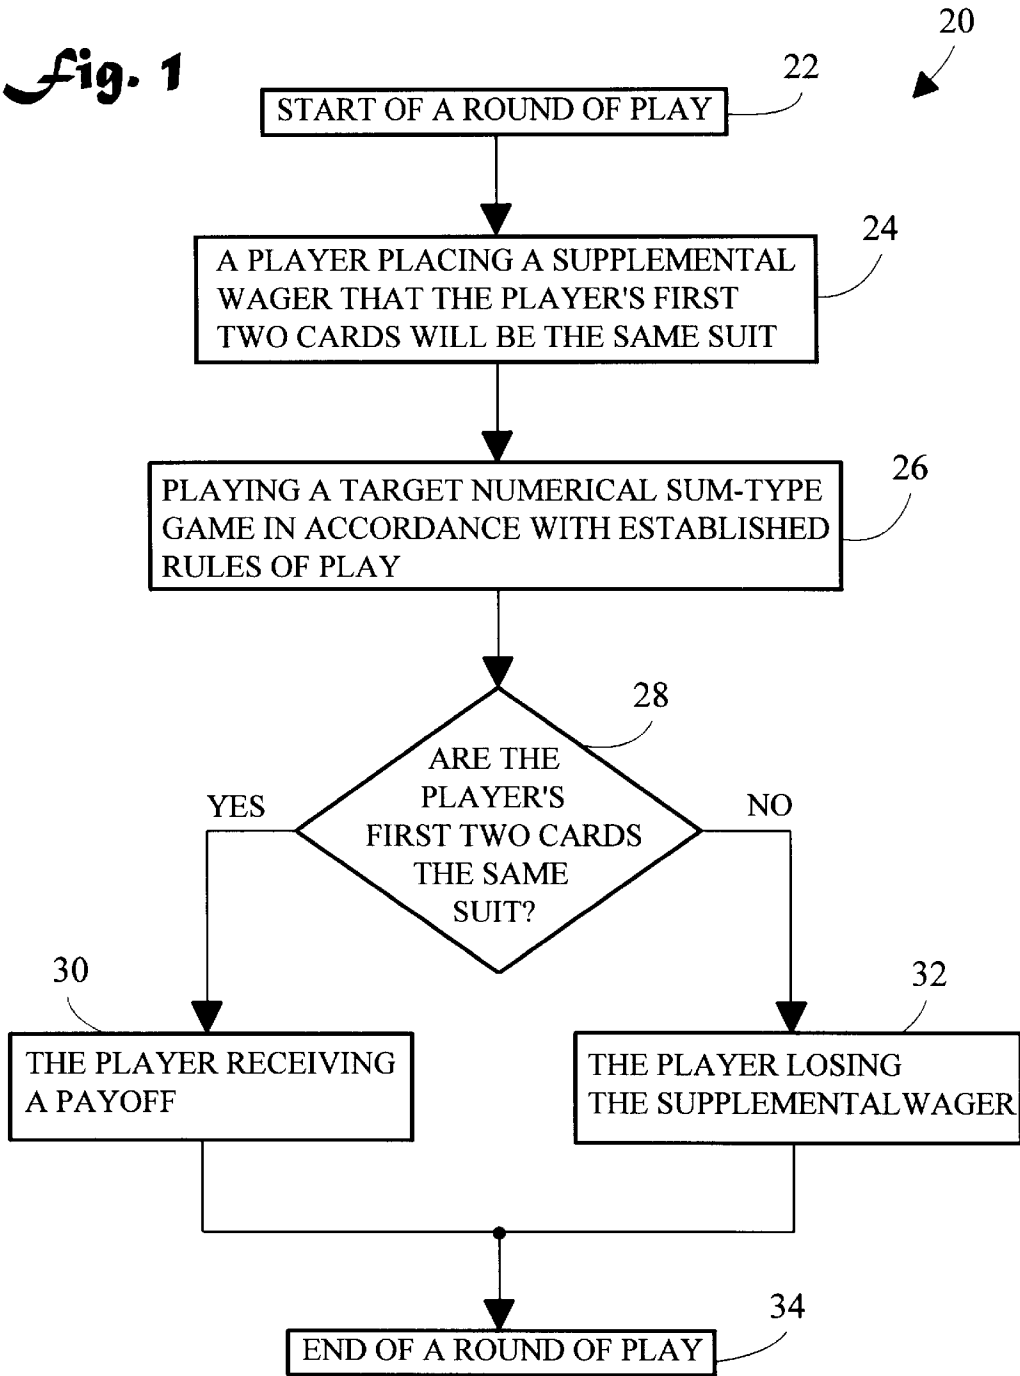 20
Fig. 1
22
START OF A ROUND OF PLAY
24
A PLAYER PLACING A SUPPLEMENTAL
WAGER THAT THE PLAYER'S FIRST
TWO CARDS WILL BE THE SAME SUIT
26
PLAYING A TARGET NUMERICAL SUM-TYPE
GAME IN ACCORDANCE WITH ESTABLISHED
RULES OF PLAY
28
ARE THE
PLAYER'S
FIRST TWO CARDS
THE SAME
SUIT?
YES
NO
30
THE PLAYER RECEIVING
A PAYOFF
32
THE PLAYER LOSING
THE SUPPLEMENTAL WAGER
34
END OF A ROUND OF PLAY